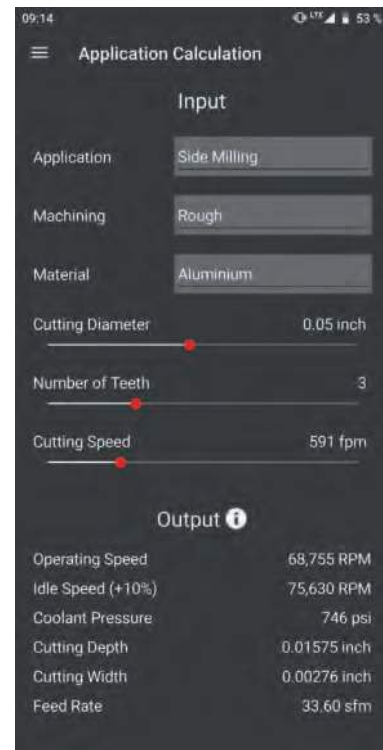 09:14 LTE 53 %
Application Calculation
Input
Application Side Milling
Machining Rough
Material Aluminium
Cutting Diameter 0.05 inch
Number of Teeth 3
Cutting Speed 591 fpm
Output i
Operating Speed 68,755 RPM
Idle Speed (+10%) 75,630 RPM
Coolant Pressure 746 psi
Cutting Depth 0.01575 inch
Cutting Width 0.00276 inch
Feed Rate 33.60 sfm